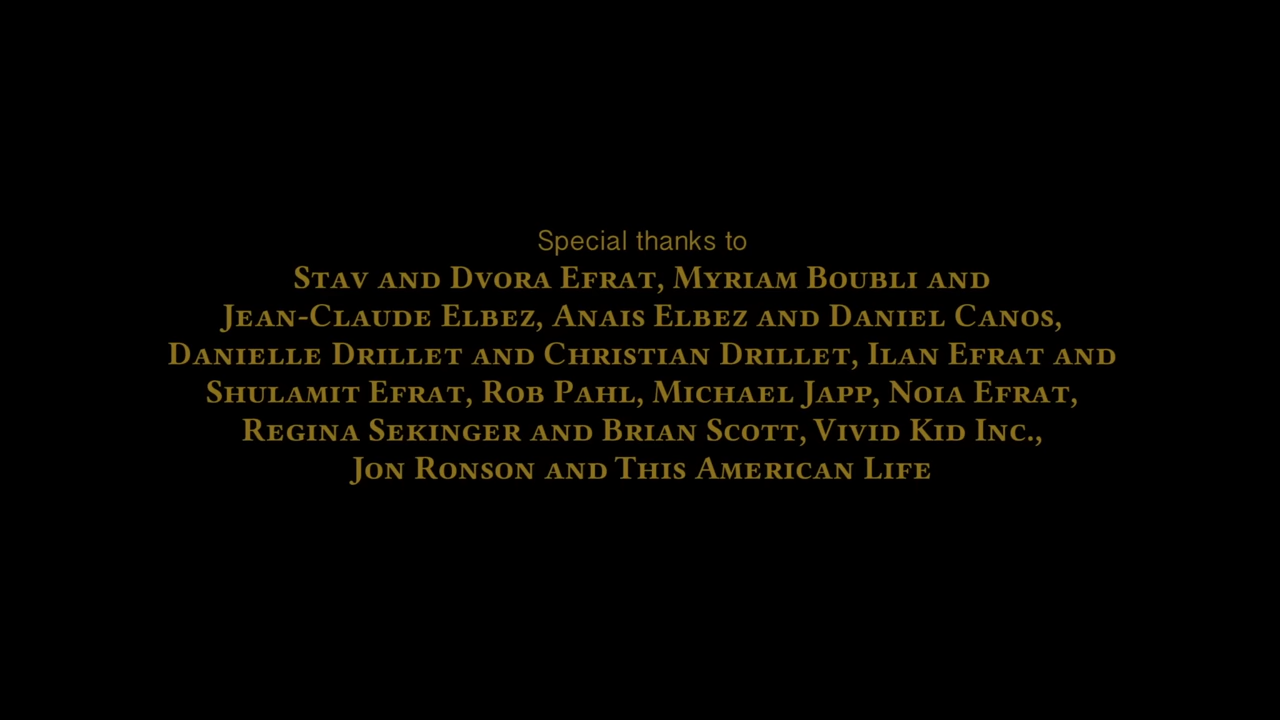 Special thanks to
Stav and Dvora Efrat, Myriam Boubli and
Jean-Claude Elbez, Anais Elbez and Daniel Canos,
Danielle Drillet and Christian Drillet, Ilan Efrat and
Shulamit Efrat, Rob Pahl, Michael Japp, Noia Efrat,
Regina Sekinger and Brian Scott, Vivid Kid Inc.,
Jon Ronson and This American Life